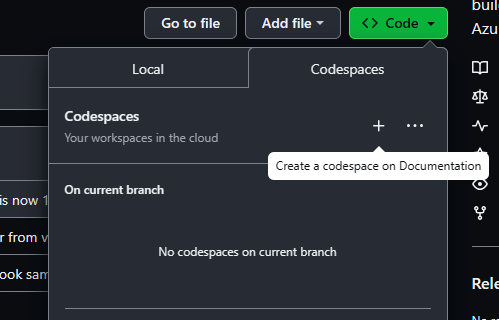 buil
Go to file
Add file
<> Code
Azu
Local
Codespaces
Codespaces
Your workspaces in the cloud
Create a codespace on Documentation
On current branch
is now 1
r from v
No codespaces on current branch
ook sam
Rele